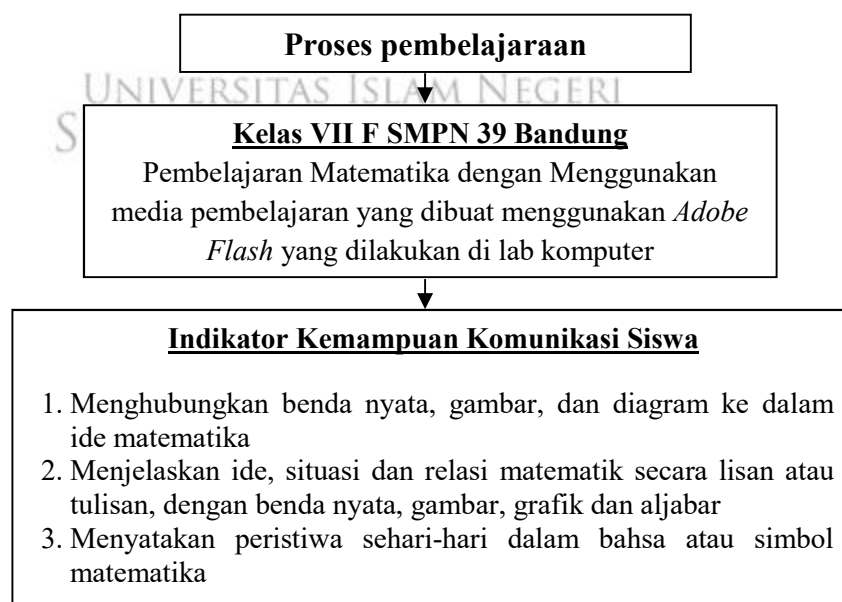 Proses pembelajaraan
UNIVERSITAS ISLAM NEGERI
S
Kelas VII F SMPN 39 Bandung
Pembelajaran Matematika dengan Menggunakan
media pembelajaran yang dibuat menggunakan Adobe
Flash yang dilakukan di lab komputer
Indikator Kemampuan Komunikasi Siswa
1. Menghubungkan benda nyata, gambar, dan diagram ke dalam
ide matematika
2. Menjelaskan ide, situasi dan relasi matematik secara lisan atau
tulisan, dengan benda nyata, gambar, grafik dan aljabar
3. Menyatakan peristiwa sehari-hari dalam bahsa atau simbol
matematika